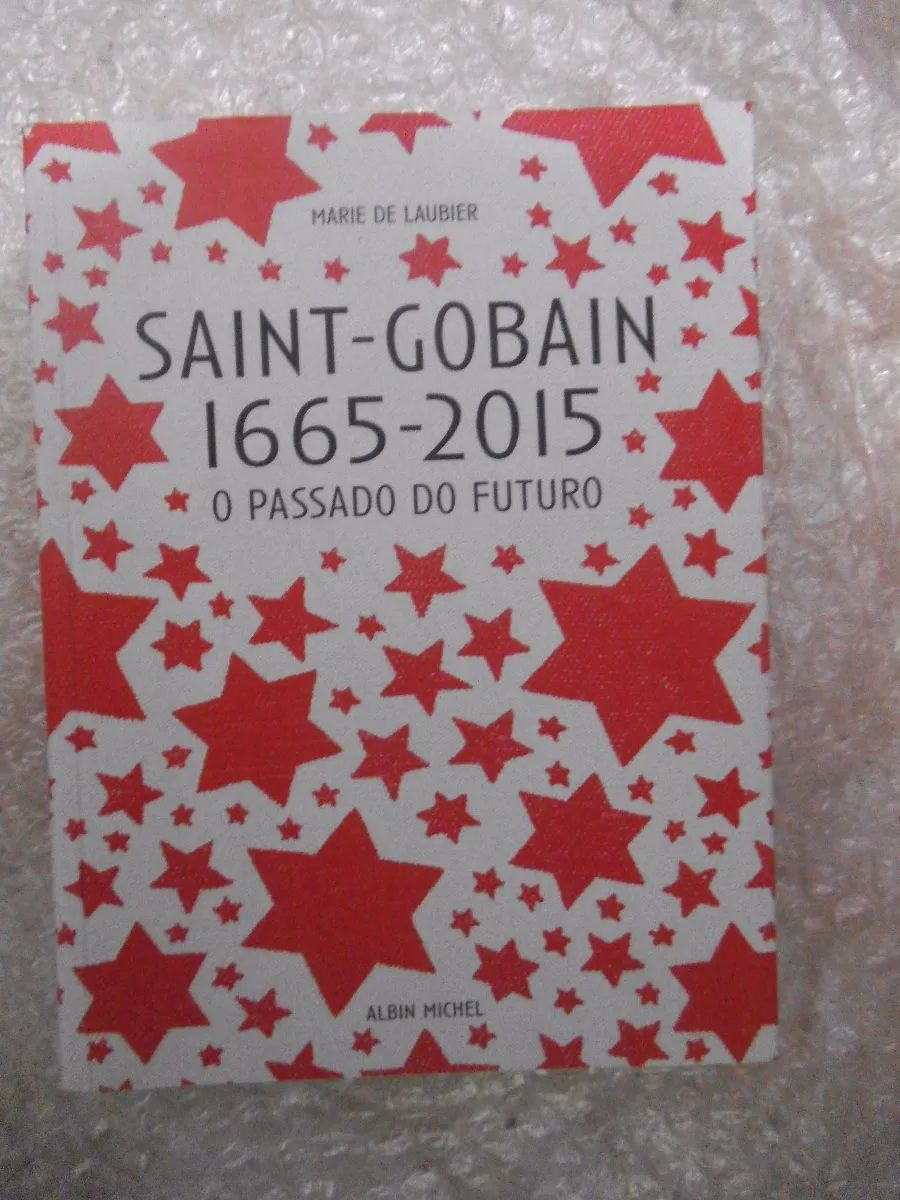 MARIE DE LAUBIER
SAINT-GOBAIN
1665-2015
O PASSADO DO FUTURO
ALBIN MICHEL